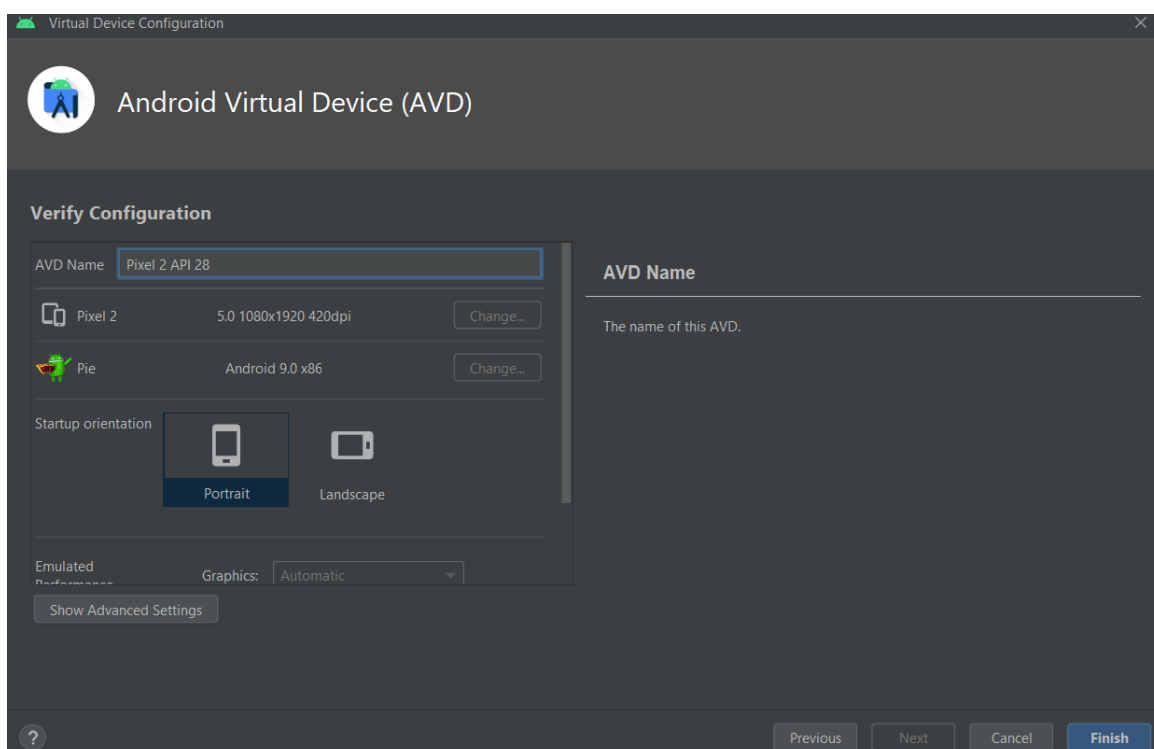 Virtual Device Configuration
Android Virtual Device (AVD)
Verify Configuration
AVD Name Pixel 2 API 28
Pixel 2 5.0 1080x1920 420dpi Change...
Pie Android 9.0 x86 Change...
Startup orientation
Portrait Landscape
Emulated
Performance
Graphics: Automatic
Show Advanced Settings
AVD Name
The name of this AVD.
? Previous Next Cancel Finish